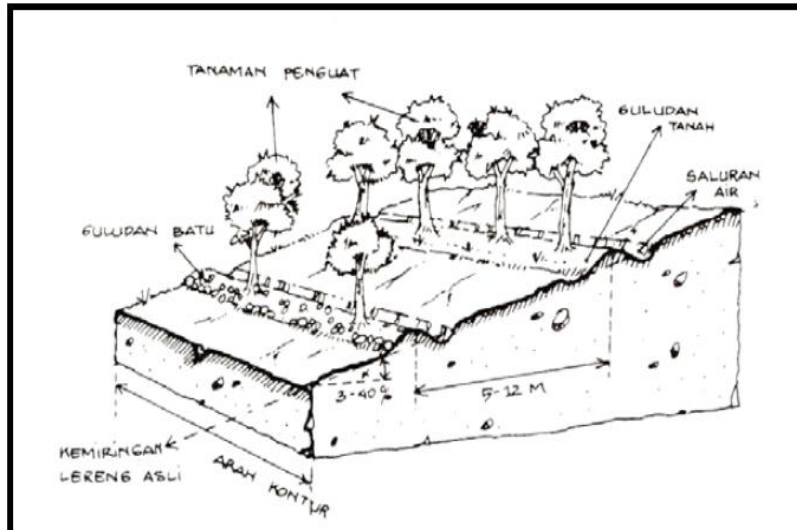 TANAMAN PENGUAT
GULUDAN
TANAH
SALURAN
AIR
GULUDAN BATU
3-40%
5-12 M
KEMIRINGAN
LERENG ASLI
ARAH KONTUR